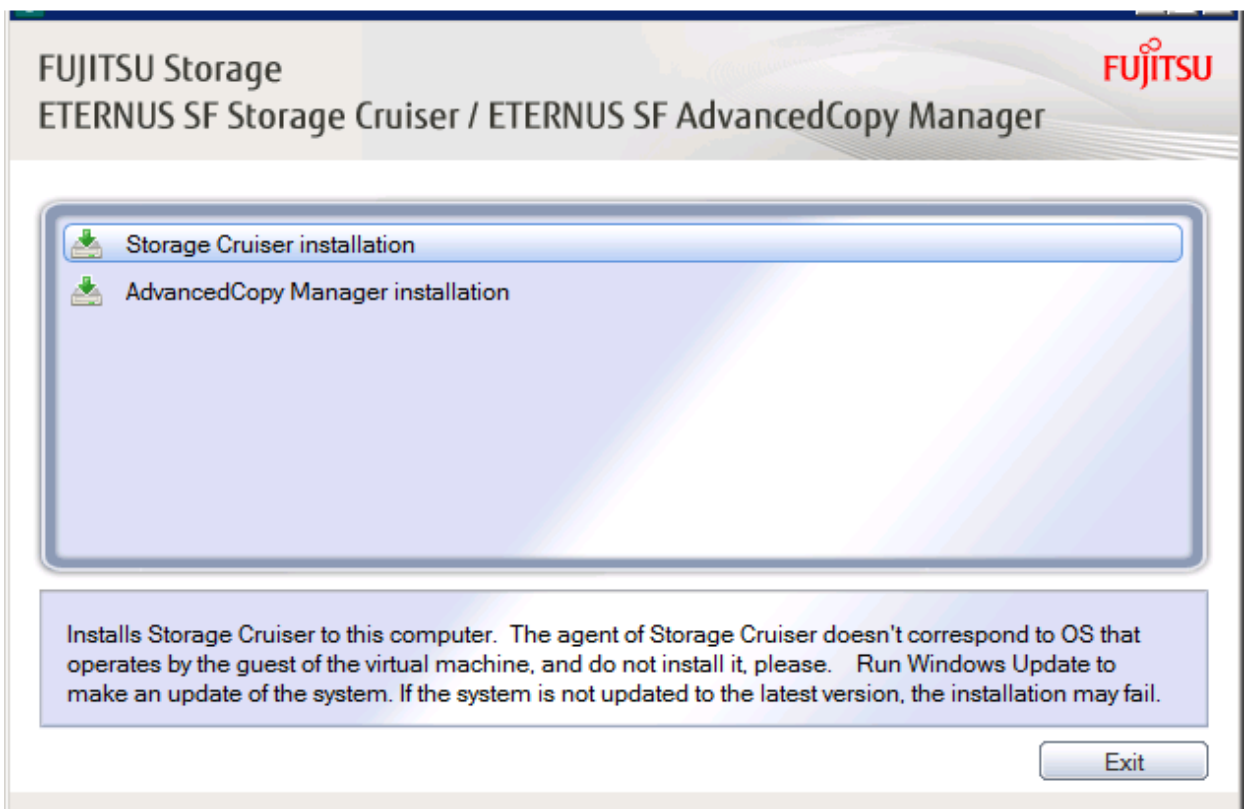 FUJITSU Storage
FUJITSU
ETERNUS SF Storage Cruiser / ETERNUS SF AdvancedCopy Manager
Storage Cruiser installation
AdvancedCopy Manager installation
Installs Storage Cruiser to this computer.  The agent of Storage Cruiser doesn't correspond to OS that
operates by the guest of the virtual machine, and do not install it, please.    Run Windows Update to
make an update of the system. If the system is not updated to the latest version, the installation may fail.
Exit